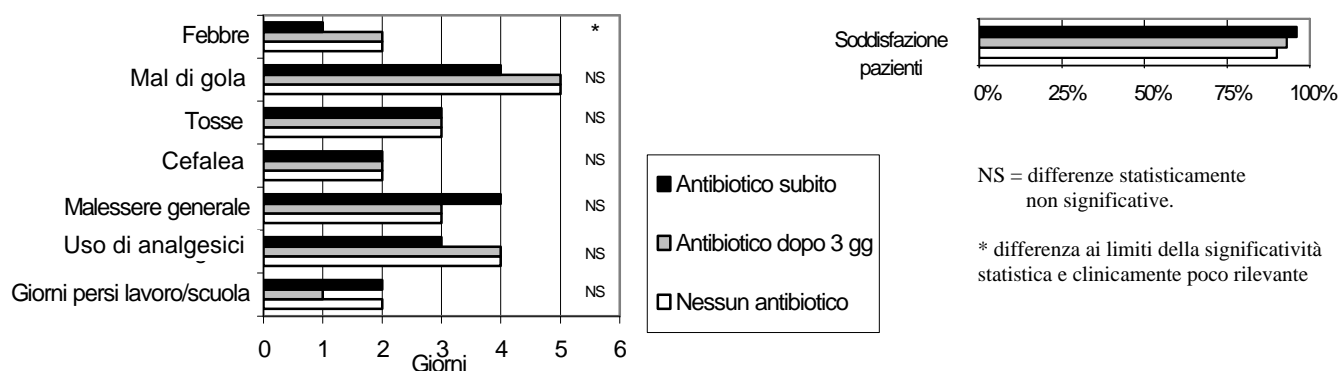 Febbre
*
Mal di gola
NS
Tosse
NS
Cefalea
NS
Malessere generale
NS
Uso di analgesici
NS
Giorni persi lavoro/scuola
NS
0 1 2 3 4 5 6
Giorni
Antibiotico subito
Antibiotico dopo 3 gg
Nessun antibiotico
Soddisfazione
pazienti
0% 25% 50% 75% 100%
NS = differenze statisticamente
non significative.
* differenza ai limiti della significatività
statistica e clinicamente poco rilevante